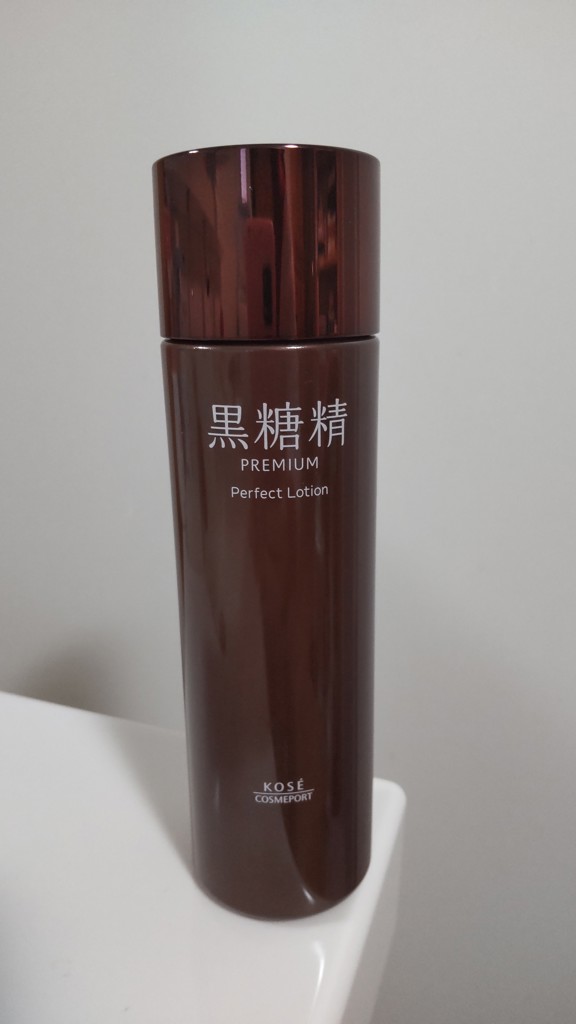 黒糖精
PREMIUM
Perfect Lotion
KOSÉ
COSMEPORT